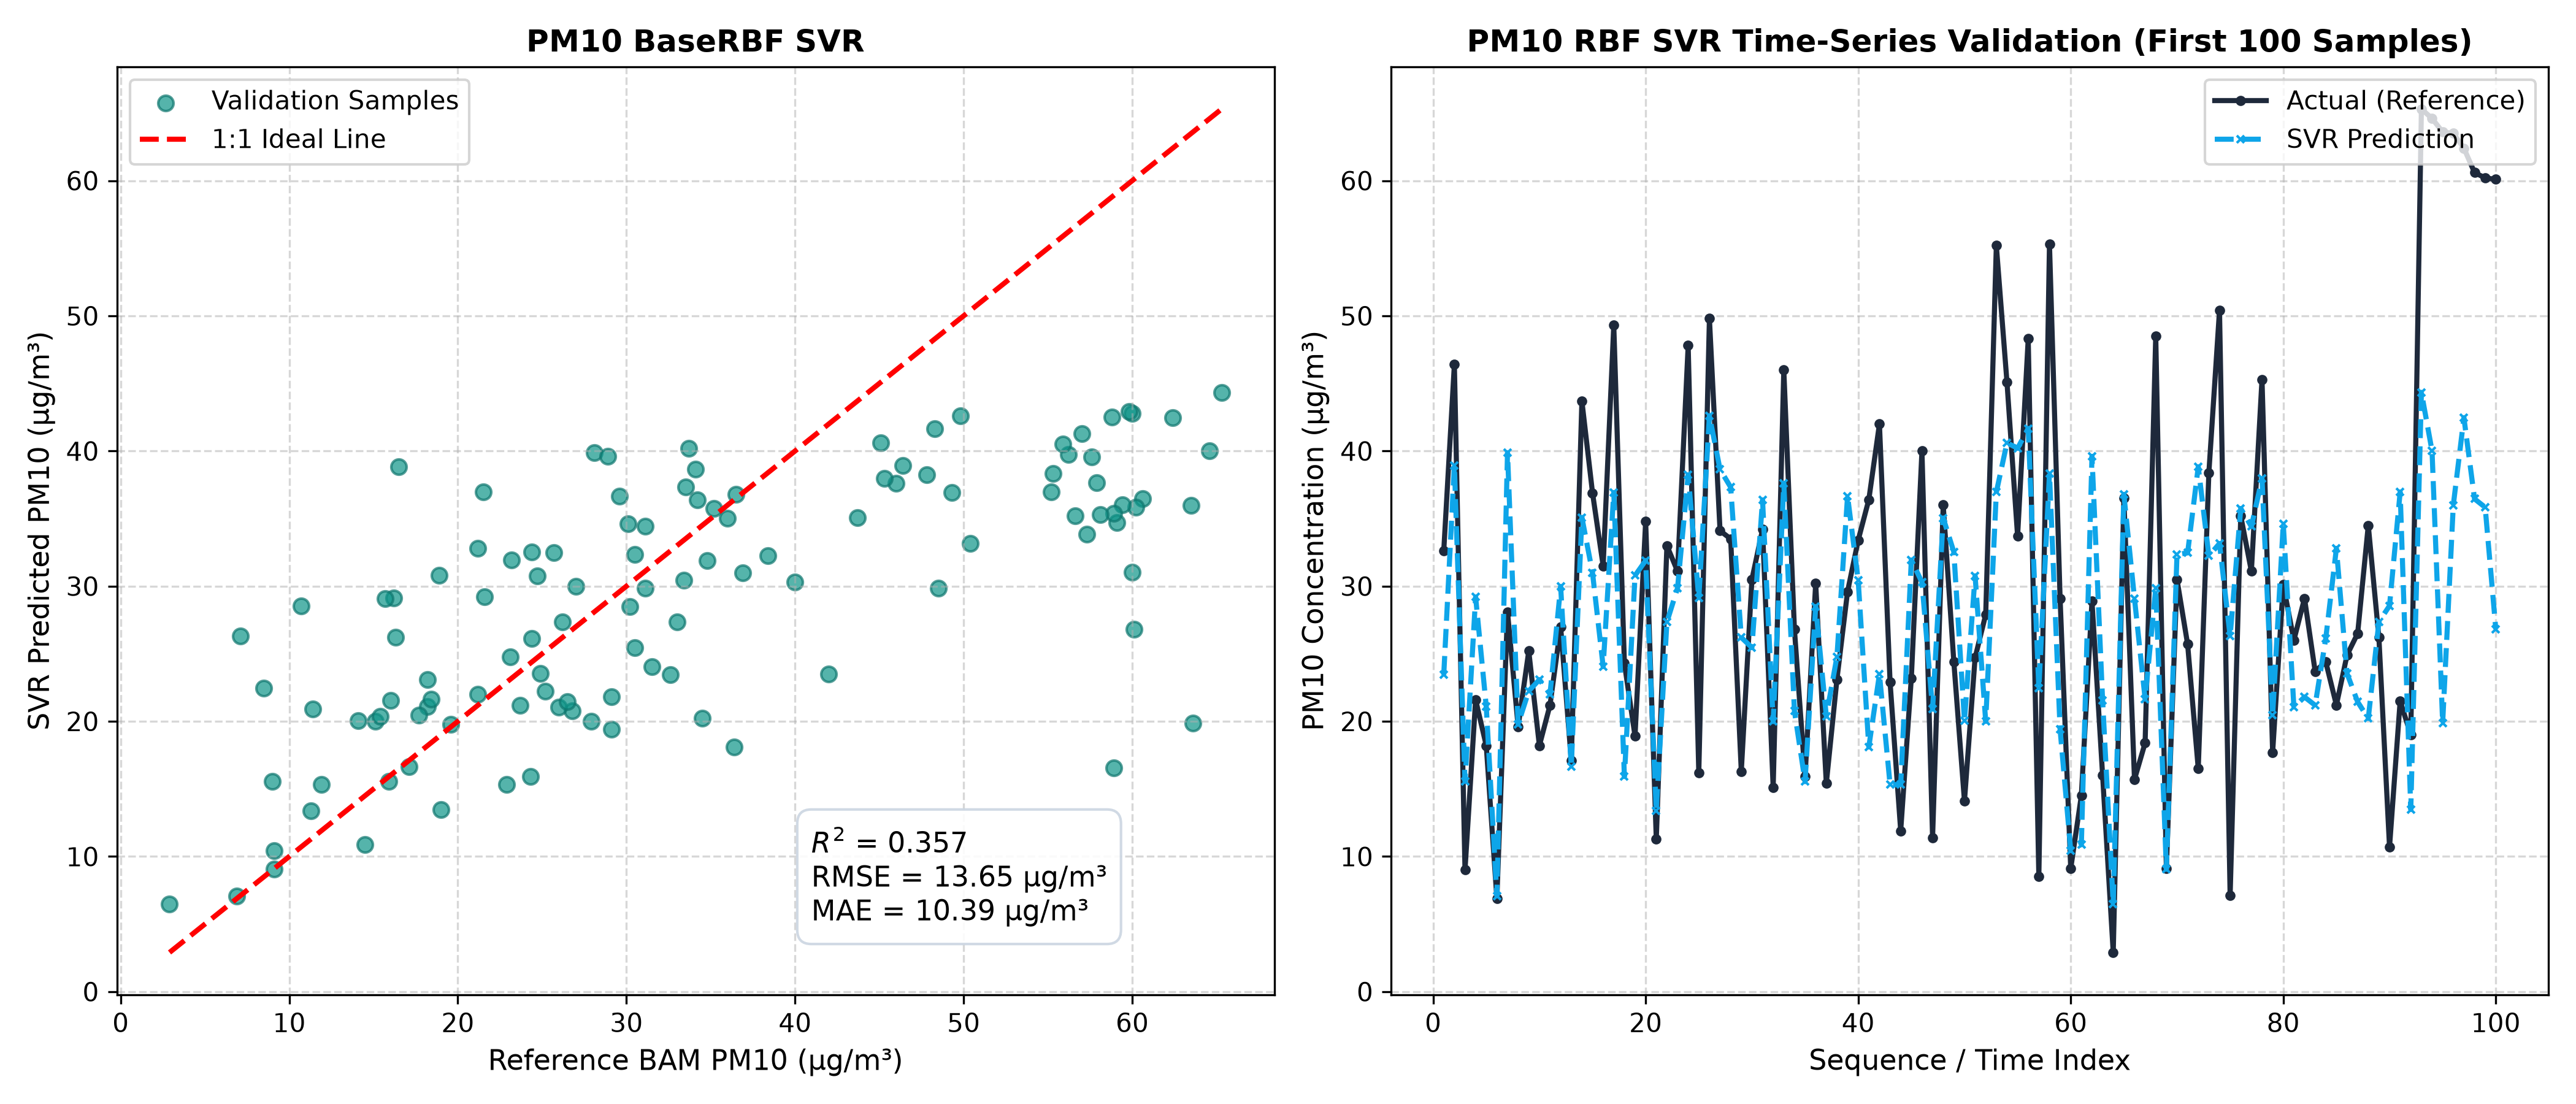 PM10 BaseRBF SVR
Validation Samples
1:1 Ideal Line
SVR Predicted PM10 (µg/m³)
60
50
40
30
20
10
0
R² = 0.357
RMSE = 13.65 µg/m³
MAE = 10.39 µg/m³
0 10 20 30 40 50 60
Reference BAM PM10 (µg/m³)
PM10 RBF SVR Time-Series Validation (First 100 Samples)
Actual (Reference)
SVR Prediction
PM10 Concentration (µg/m³)
60
50
40
30
20
10
0
0 20 40 60 80 100
Sequence / Time Index